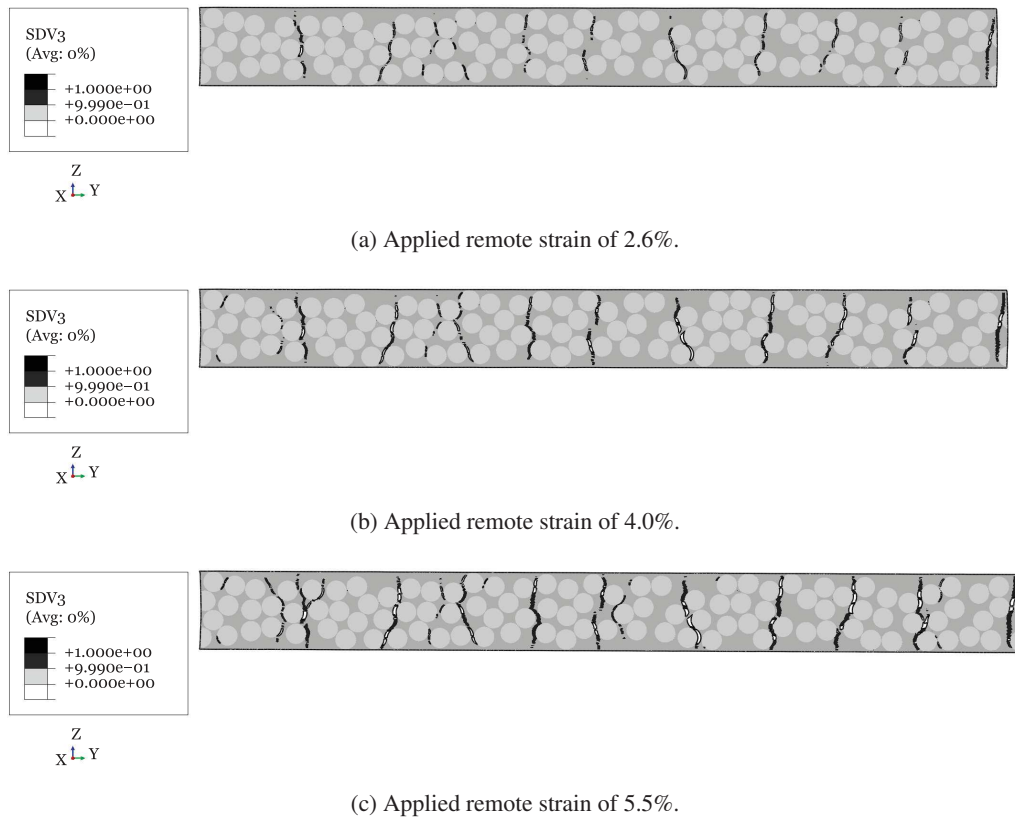 SDV3
(Avg: 0%)
+1.000e+00
+9.990e−01
+0.000e+00
Z
X Y
(a) Applied remote strain of 2.6%.
SDV3
(Avg: 0%)
+1.000e+00
+9.990e−01
+0.000e+00
Z
X Y
(b) Applied remote strain of 4.0%.
SDV3
(Avg: 0%)
+1.000e+00
+9.990e−01
+0.000e+00
Z
X Y
(c) Applied remote strain of 5.5%.